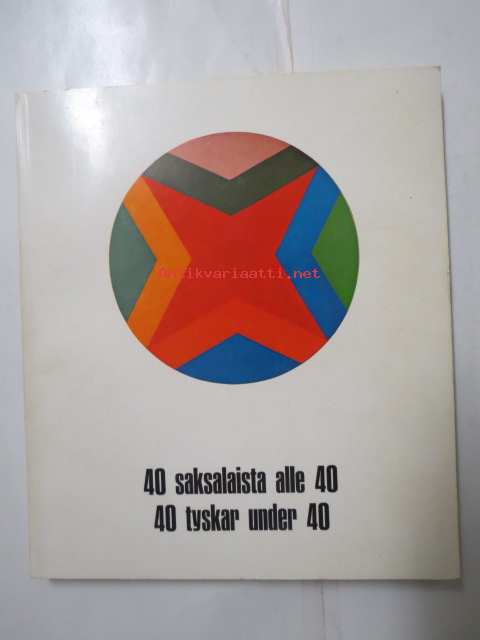 Antikvariaatti.net
40 saksalaista alle 40
40 tyskar under 40